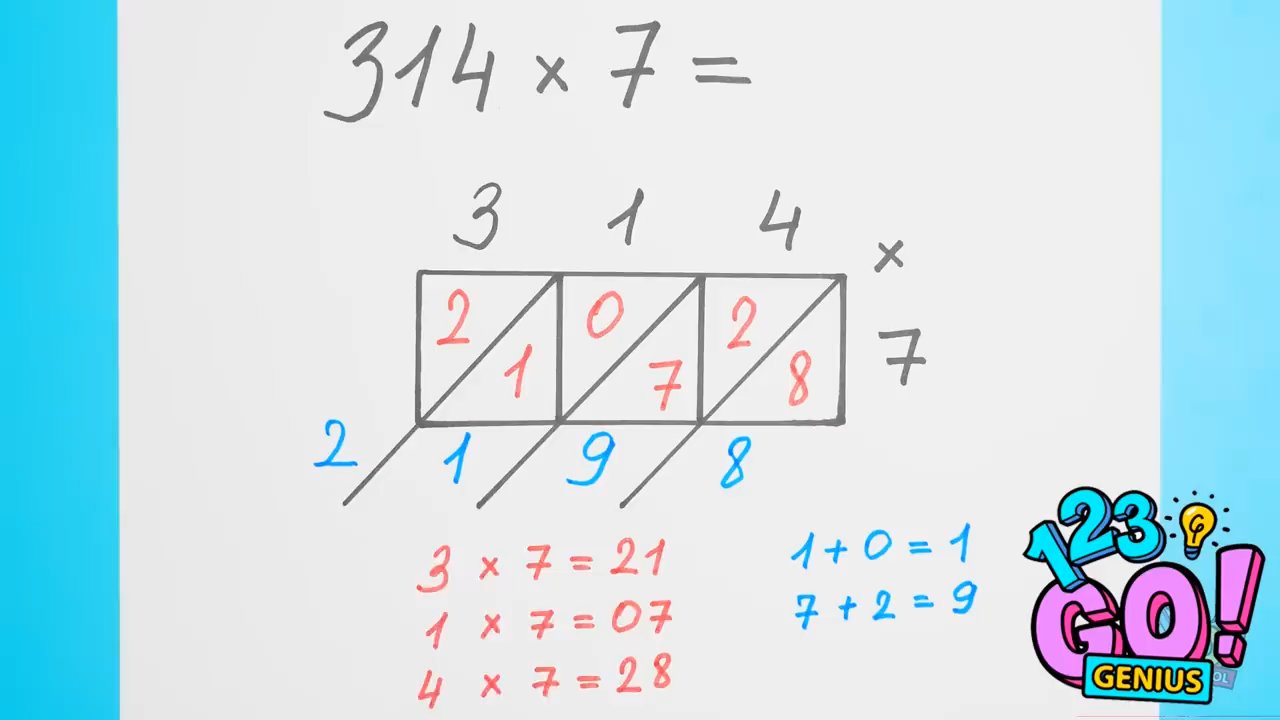 314 × 7 =
3 1 4 ×
2 0 2
1 7 8
7
2 1 9 8
3 × 7 = 21
1 × 7 = 07
4 × 7 = 28
1 + 0 = 1
7 + 2 = 9
123
GO!
GENIUS